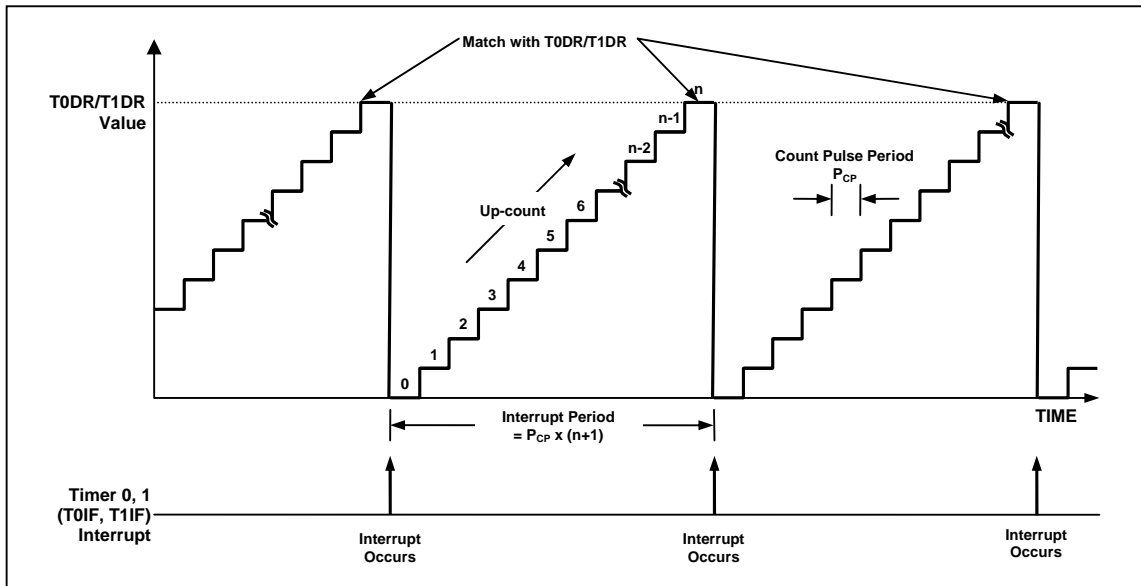 Match with T0DR/T1DR
T0DR/T1DR
Value
n
n-1
n-2
6
5
4
3
2
1
0
Up-count
Count Pulse Period
PCP
TIME
Interrupt Period
= PCP x (n+1)
Timer 0, 1
(T0IF, T1IF)
Interrupt
Interrupt
Occurs
Interrupt
Occurs
Interrupt
Occurs